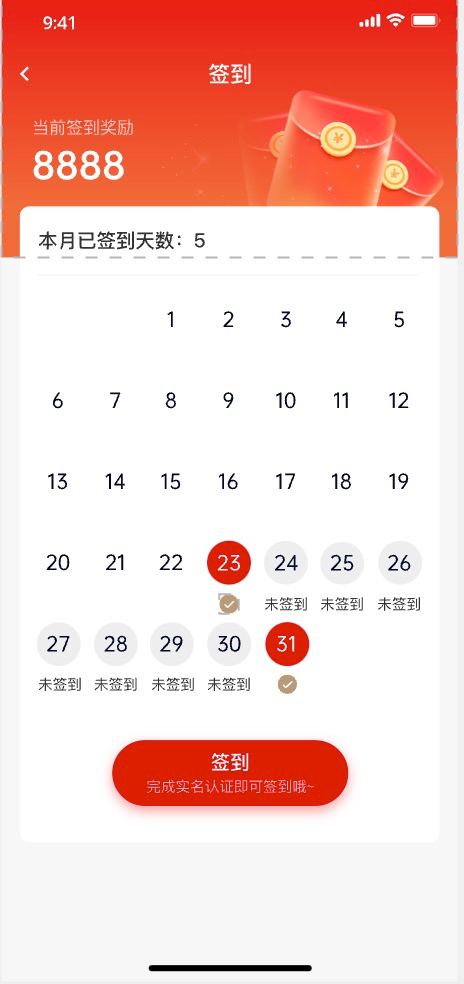 9:41
签到
当前签到奖励
8888
本月已签到天数：5
1 2 3 4 5
6 7 8 9 10 11 12
13 14 15 16 17 18 19
20 21 22 23 24 25 26
未签到 未签到 未签到
27 28 29 30 31
未签到 未签到 未签到 未签到
签到
完成实名认证即可签到哦~